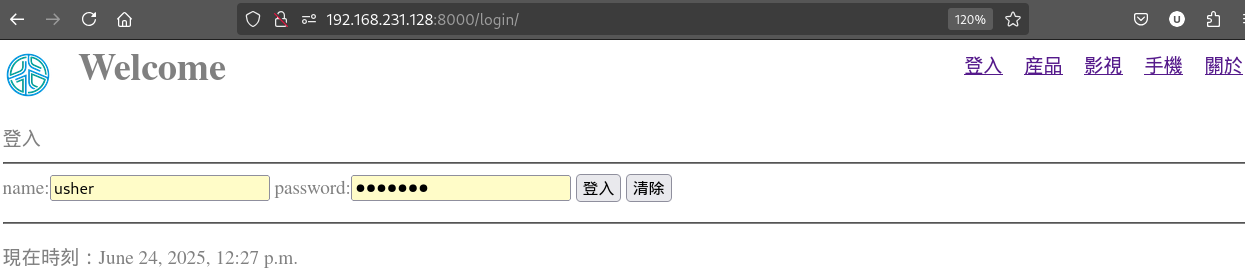 192.168.231.128:8000/login/ 120% U
Welcome 登入 產品 影視 手機 關於
登入
name: usher password: ●●●●●●● 登入 清除
現在時刻：June 24, 2025, 12:27 p.m.